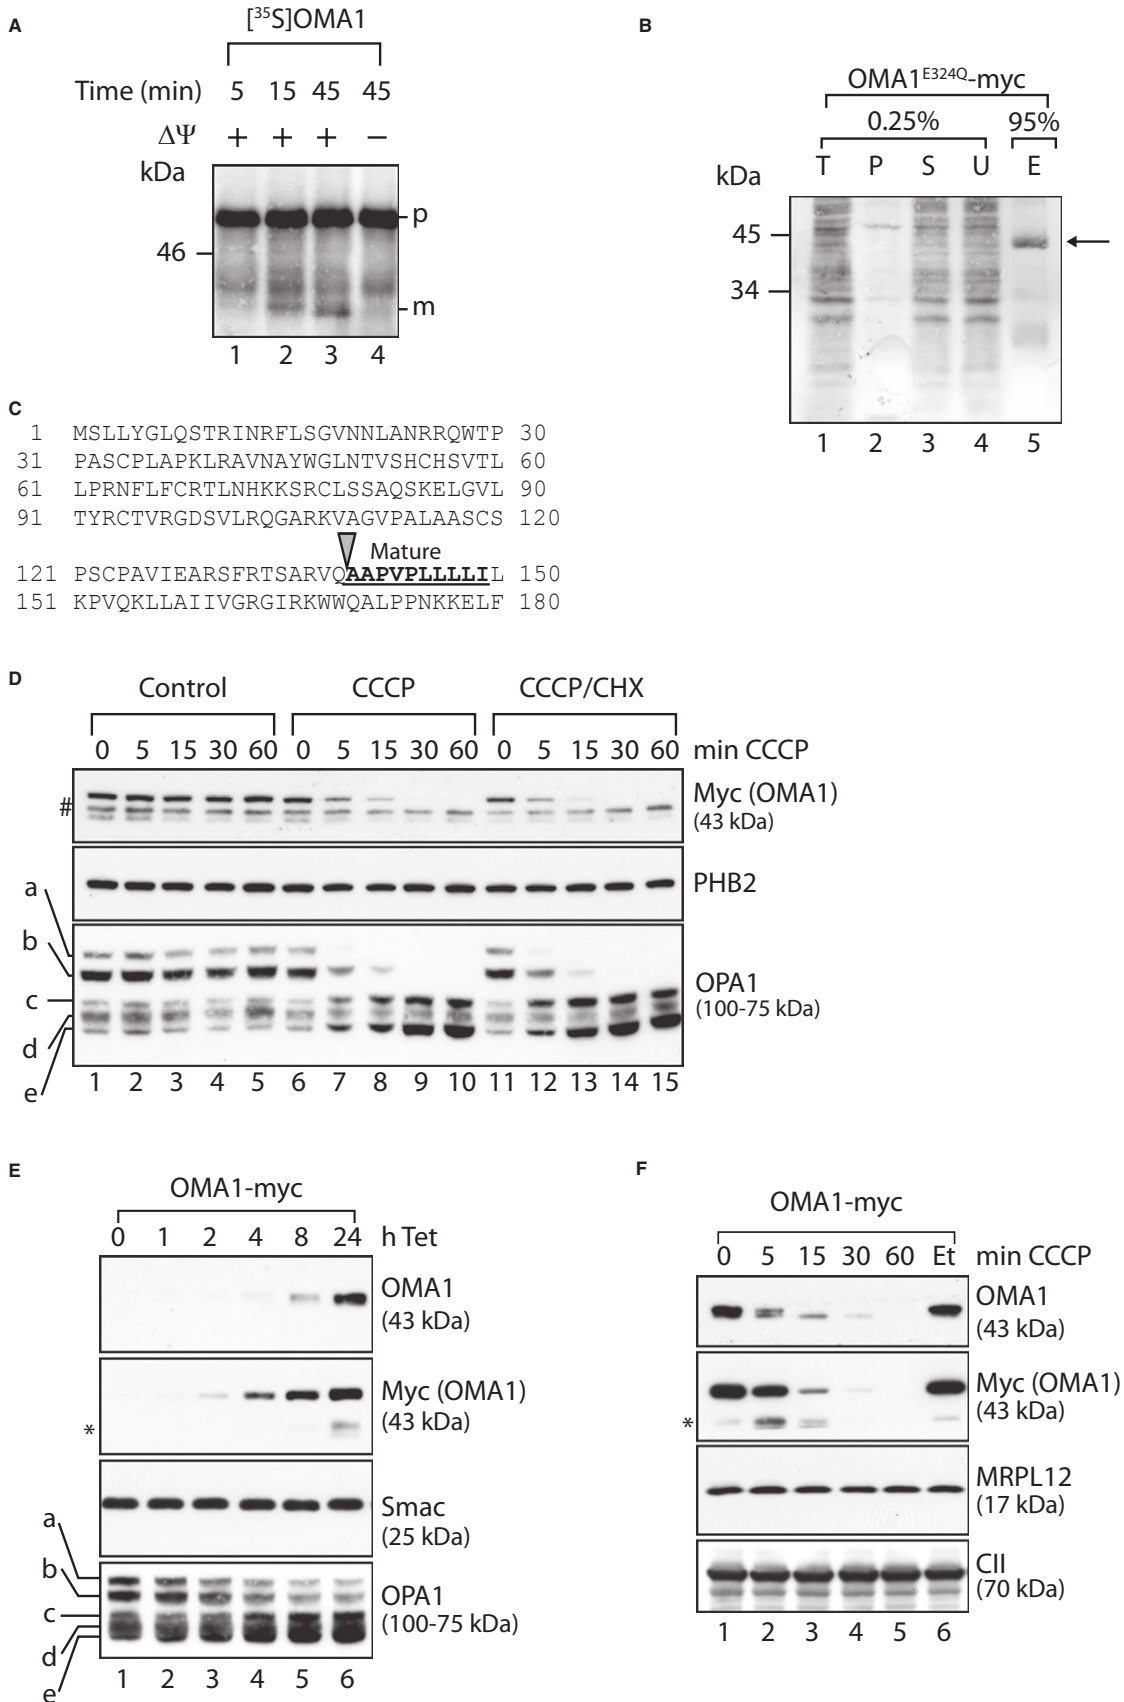 A
[³⁵S]OMA1
Time (min) 5 15 45 45
ΔΨ + + + −
kDa
46
p
m
1 2 3 4
B
OMA1^E324Q-myc
0.25% 95%
T P S U E
kDa
45
34
1 2 3 4 5
C
1 MSLLYGLQSTRINRFLSGVNNLANRRQWTP 30
31 PASCPLAPKLRAVNAYWGLNTVSHCHSVTL 60
61 LPRNFLFCRTLNHKKSRCLSSAQSKELGVL 90
91 TYRCTVRGDSVLRQGARKVAGVPALAASCS 120
Mature
121 PSCPAVIEARSFRTSARVQAAPVPLLLLIL 150
151 KPVQKLLAIIVGRGIRKWWQALPPNKKELF 180
D
Control CCCP CCCP/CHX
0 5 15 30 60 0 5 15 30 60 0 5 15 30 60 min CCCP
#
Myc (OMA1)
(43 kDa)
PHB2
a
b
c
d
e
OPA1
(100-75 kDa)
1 2 3 4 5 6 7 8 9 10 11 12 13 14 15
E
OMA1-myc
0 1 2 4 8 24 h Tet
OMA1
(43 kDa)
Myc (OMA1)
(43 kDa)
*
Smac
(25 kDa)
a
b
c
d
e
OPA1
(100-75 kDa)
1 2 3 4 5 6
F
OMA1-myc
0 5 15 30 60 Et min CCCP
OMA1
(43 kDa)
Myc (OMA1)
(43 kDa)
*
MRPL12
(17 kDa)
CII
(70 kDa)
1 2 3 4 5 6